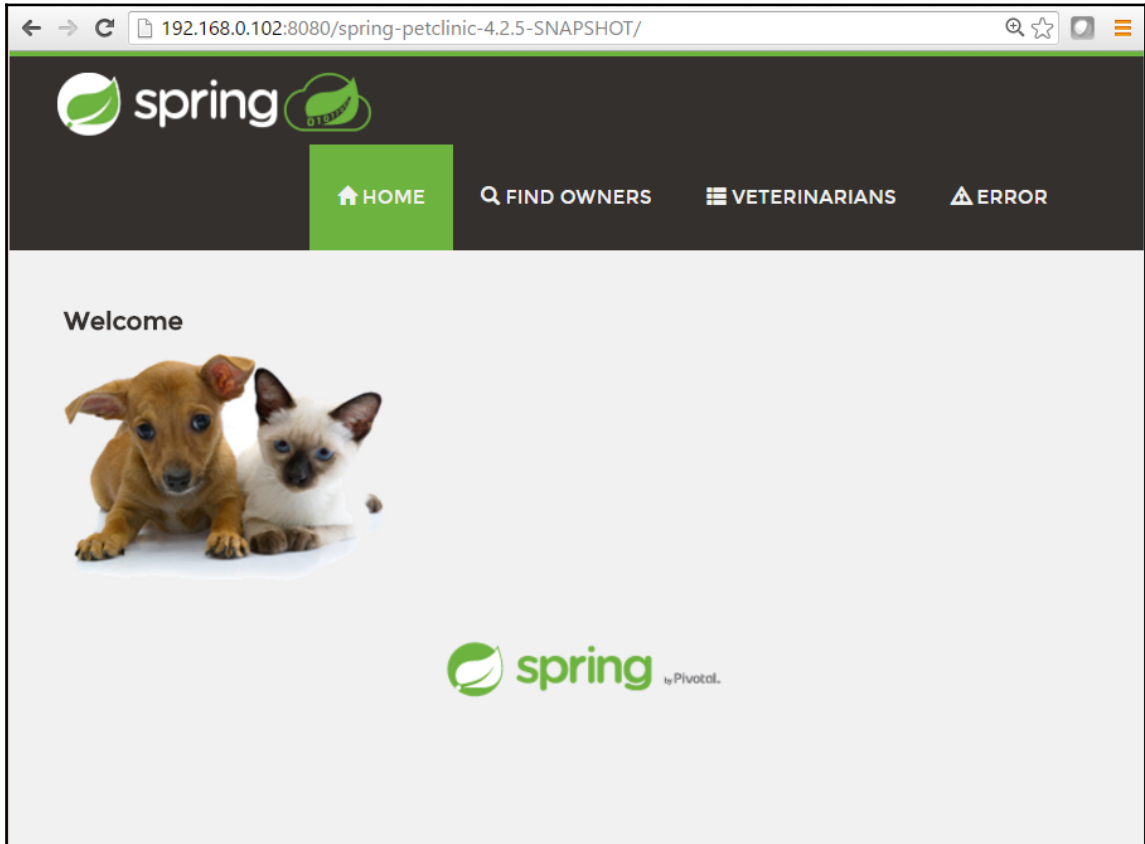 192.168.0.102:8080/spring-petclinic-4.2.5-SNAPSHOT/
spring
HOME FIND OWNERS VETERINARIANS ERROR
Welcome
spring by Pivotal.